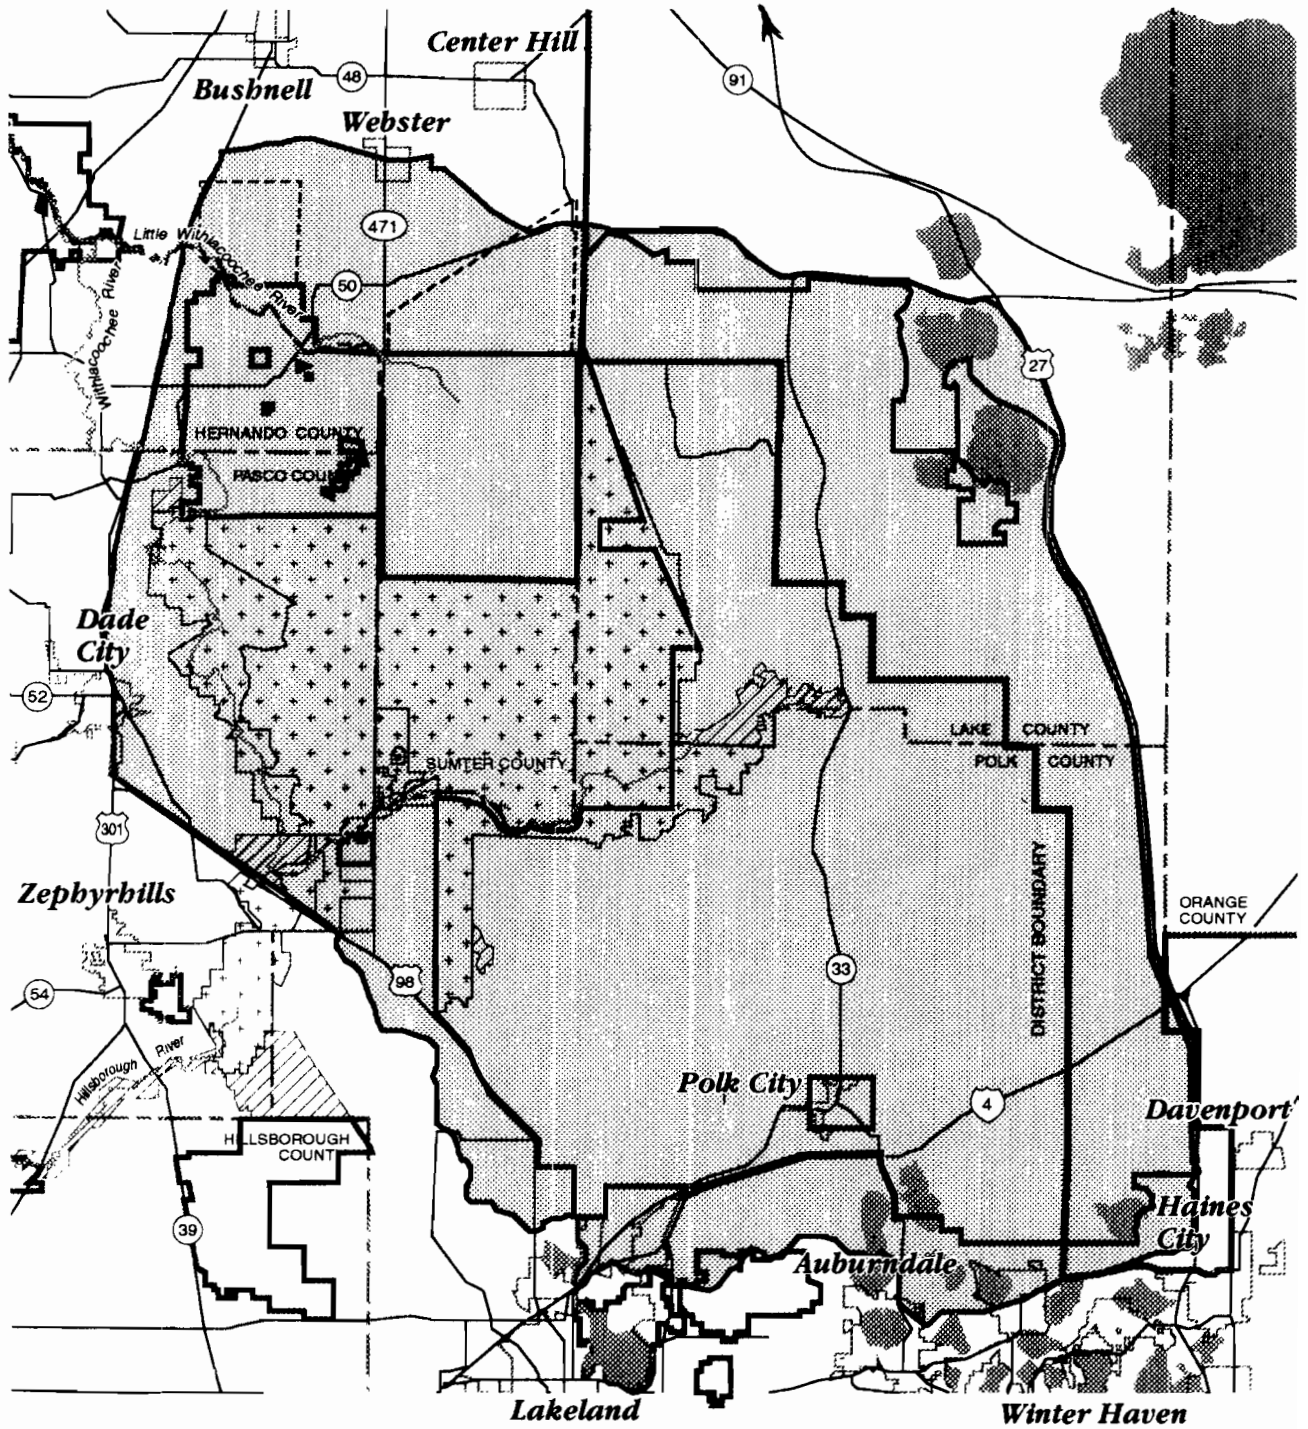 Center Hill
48
91
Bushnell
Webster
471
Little Withlacoochee River
50
Withlacoochee River
27
HERNANDO COUNTY
PASCO COUN
Dade
City
52
LAKE COUNTY
POLK COUNTY
SUMTER COUNTY
301
DISTRICT BOUNDARY
Zephyrhills
ORANGE
COUNTY
33
98
54
Hillsborough River
Polk City
4
Davenport
HILLSBOROUGH
COUNT
Haines
City
39
Auburndale
Lakeland
Winter Haven